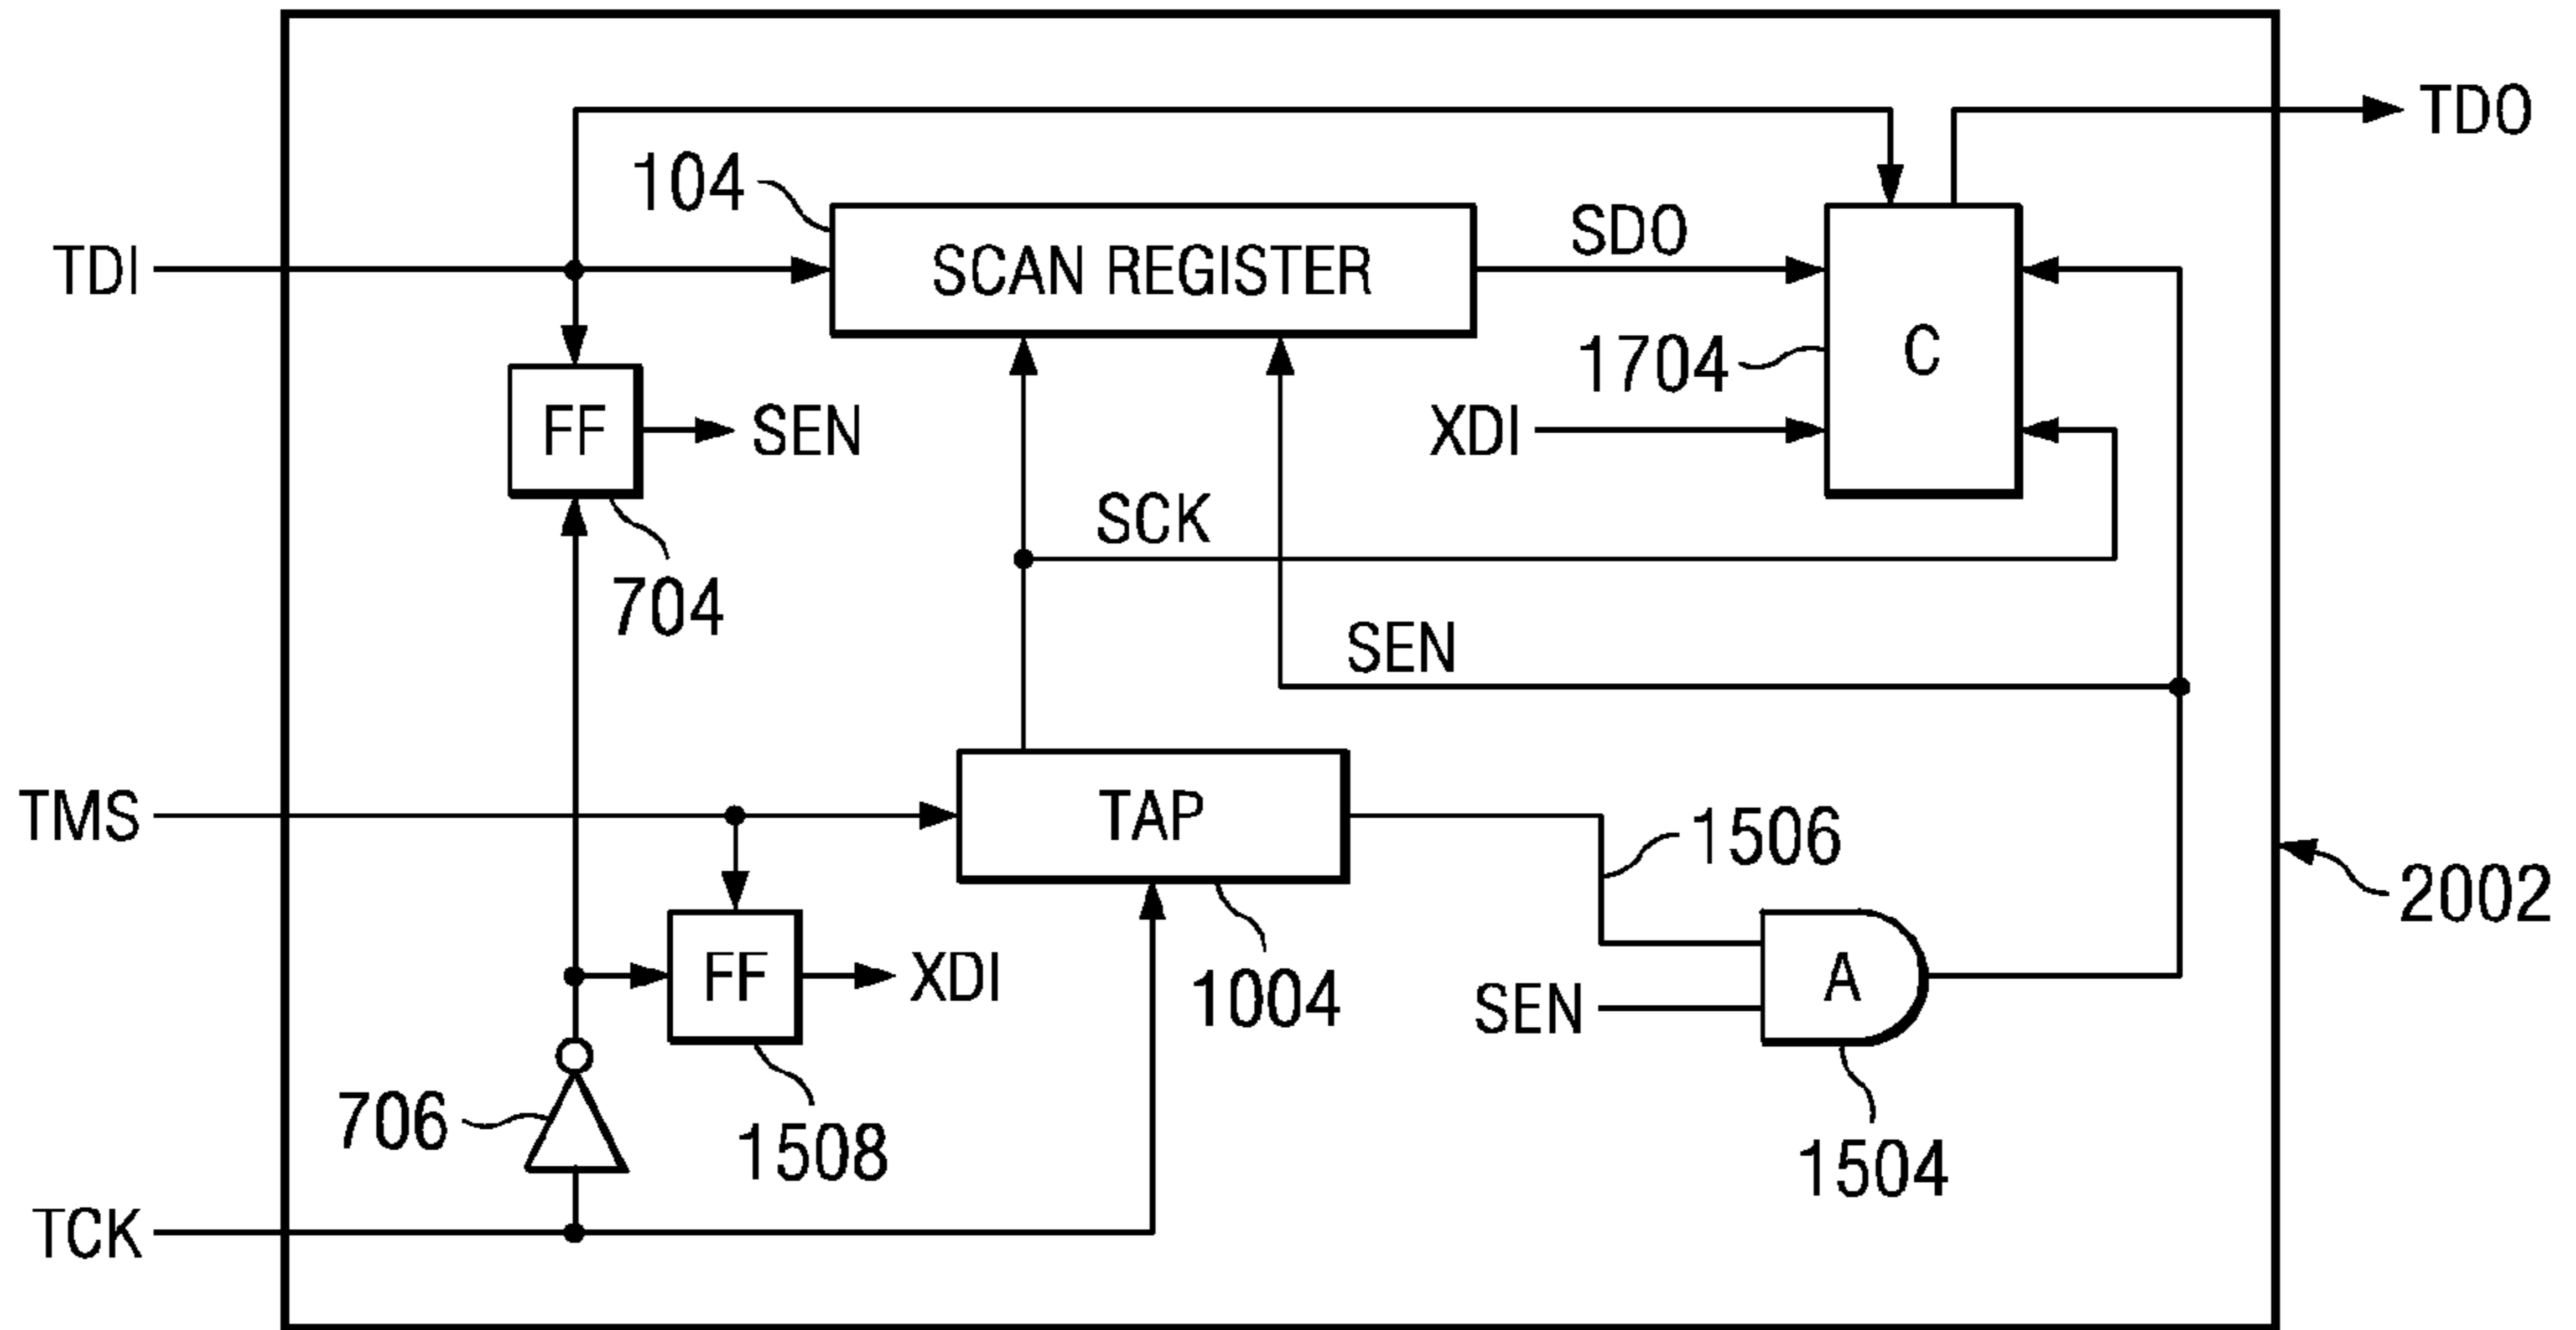 TDO
104
SDO
TDI
SCAN REGISTER
1704
C
FF
SEN
XDI
SCK
704
SEN
TMS
TAP
1506
2002
FF
XDI
1004
SEN
A
706
1508
1504
TCK